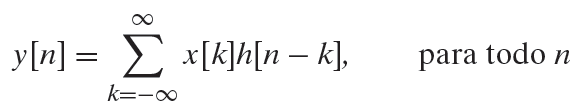 y[n] = ∑_{k=−∞}^{∞} x[k]h[n − k], para todo n